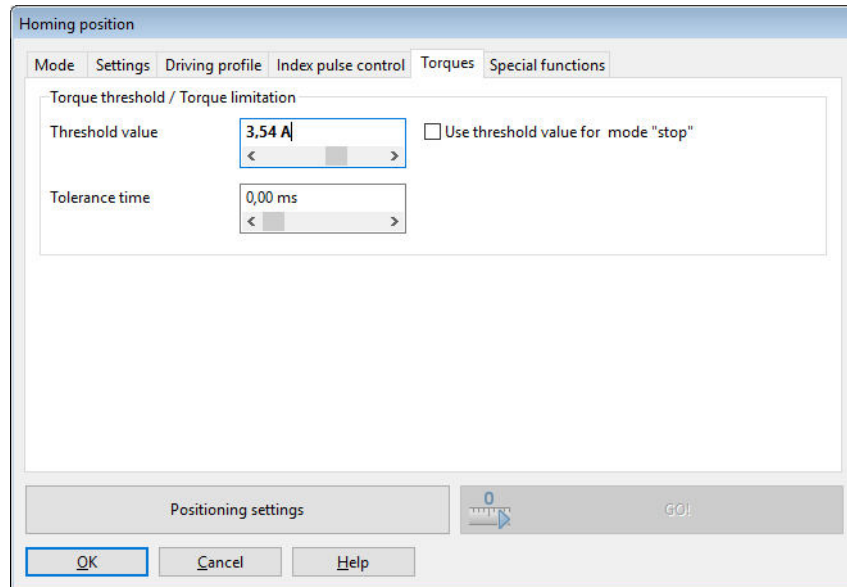 Homing position
Mode Settings Driving profile Index pulse control Torques Special functions
Torque threshold / Torque limitation
Threshold value 3,54 A Use threshold value for mode "stop"
Tolerance time 0,00 ms
Positioning settings 0 GO!
OK Cancel Help